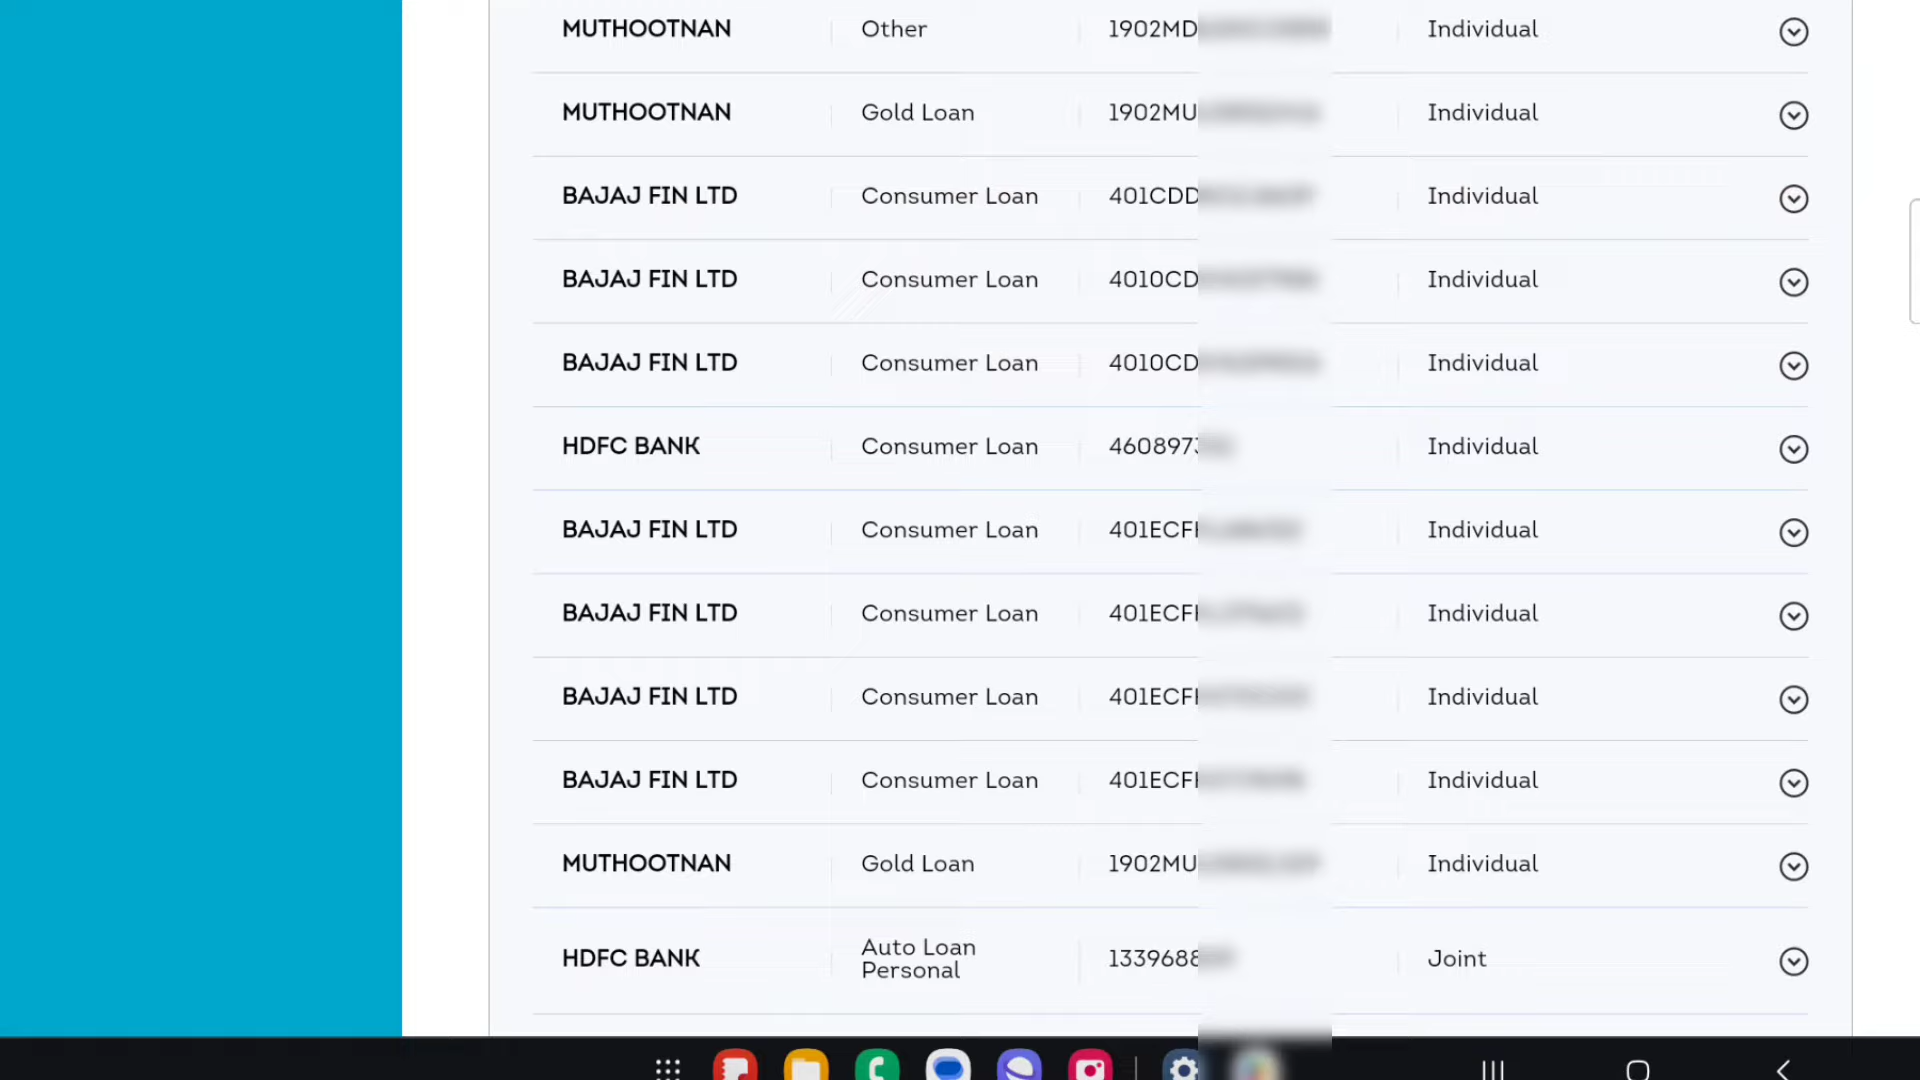 MUTHOOTNAN Other 1902MD Individual
MUTHOOTNAN Gold Loan 1902MU Individual
BAJAJ FIN LTD Consumer Loan 401CDD Individual
BAJAJ FIN LTD Consumer Loan 4010CD Individual
BAJAJ FIN LTD Consumer Loan 4010CD Individual
HDFC BANK Consumer Loan 460897 Individual
BAJAJ FIN LTD Consumer Loan 401ECF Individual
BAJAJ FIN LTD Consumer Loan 401ECF Individual
BAJAJ FIN LTD Consumer Loan 401ECF Individual
BAJAJ FIN LTD Consumer Loan 401ECF Individual
MUTHOOTNAN Gold Loan 1902MU Individual
HDFC BANK Auto Loan Personal 133968 Joint